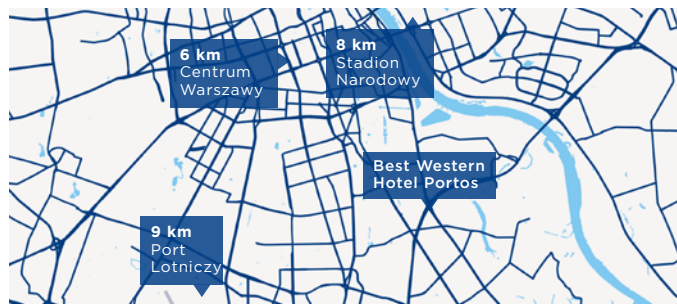 6 km
Centrum
Warszawy
8 km
Stadion
Narodowy
Best Western
Hotel Portos
9 km
Port
Lotniczy